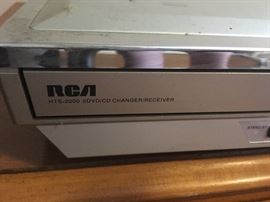 RCA
HTS-2000 5DVD/CD CHANGER/RECEIVER